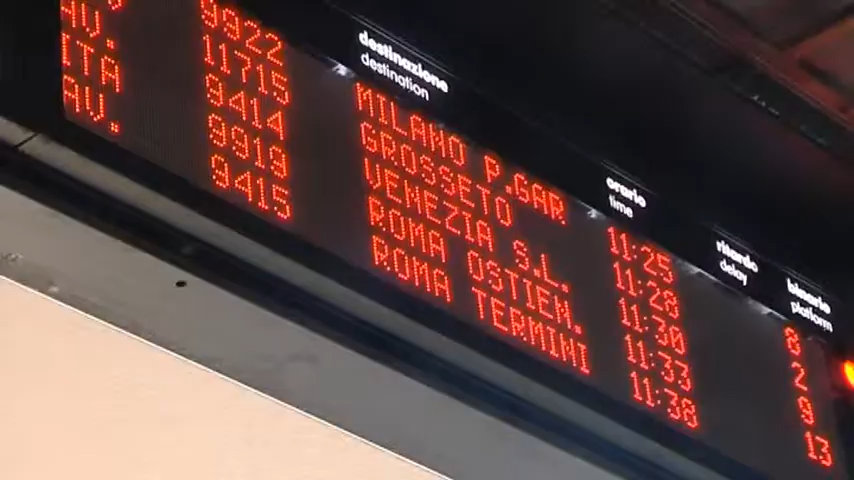 destinazione
destination
orario
time
ritardo
delay
binario
platform
9922 MILANO P.GAR 11:25 8
11715 GROSSETO 11:28 2
AV. 9414 VENEZIA S.L. 11:30 9
ITA 9919 ROMA OSTIEN. 11:33 13
AV. 9415 ROMA TERMINI 11:38